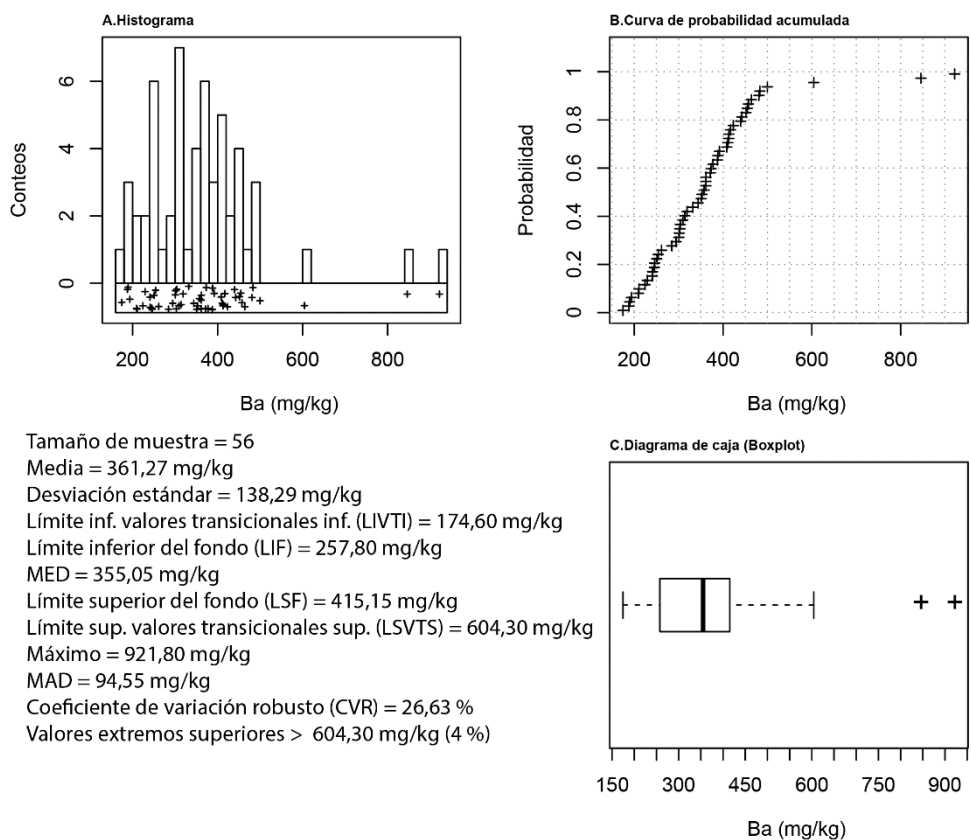 A.Histograma
Conteos
6
4
2
0
200
400
600
800
Ba (mg/kg)
B.Curva de probabilidad acumulada
Probabilidad
1
0.8
0.6
0.4
0.2
0
200
400
600
800
Ba (mg/kg)
Tamaño de muestra = 56
Media = 361,27 mg/kg
Desviación estándar = 138,29 mg/kg
Límite inf. valores transicionales inf. (LIVTI) = 174,60 mg/kg
Límite inferior del fondo (LIF) = 257,80 mg/kg
MED = 355,05 mg/kg
Límite superior del fondo (LSF) = 415,15 mg/kg
Límite sup. valores transicionales sup. (LSVTS) = 604,30 mg/kg
Máximo = 921,80 mg/kg
MAD = 94,55 mg/kg
Coeficiente de variación robusto (CVR) = 26,63 %
Valores extremos superiores > 604,30 mg/kg (4 %)
C.Diagrama de caja (Boxplot)
150
300
450
600
750
900
Ba (mg/kg)